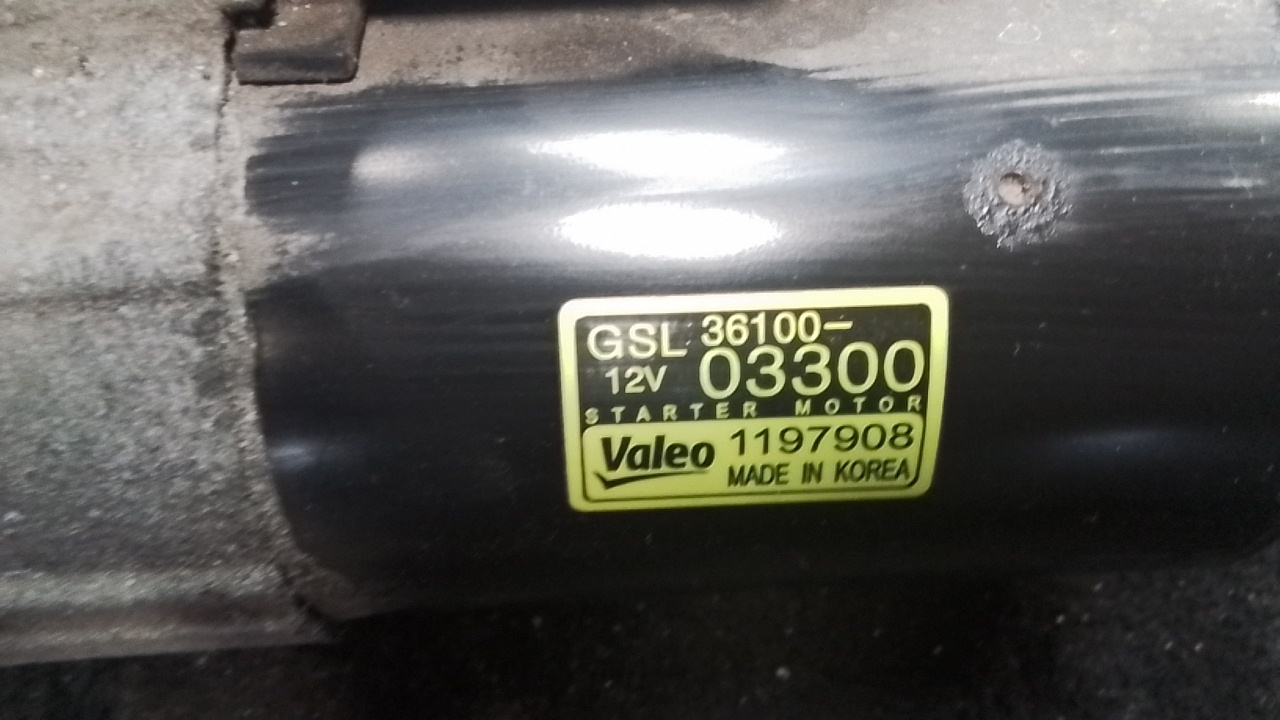 GSL 36100-
12V 03300
STARTER MOTOR
Valeo 1197908
MADE IN KOREA